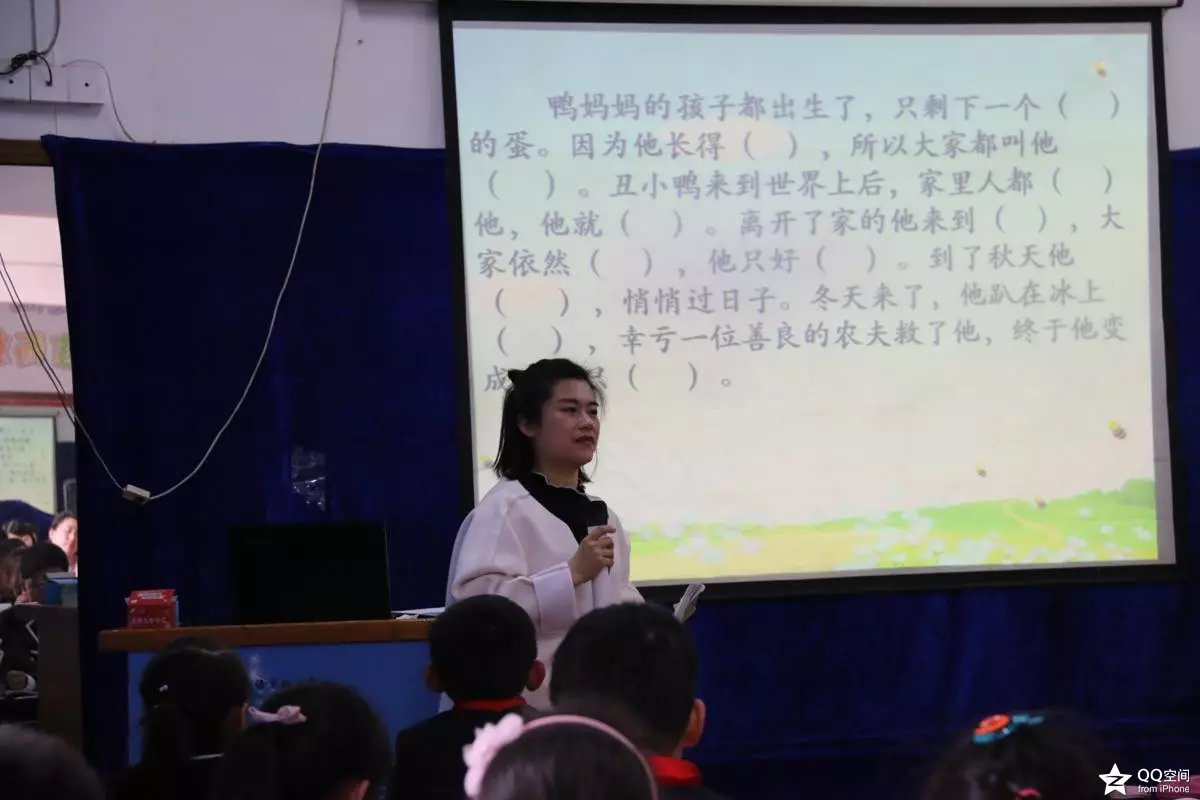 鸭妈妈的孩子都出生了，只剩下一个（ ）
的蛋。因为他长得（ ），所以大家都叫他
（ ）。丑小鸭来到世界上后，家里人都（ ）
他，他就（ ）。离开了家的他来到（ ），大
家依然（ ），他只好（ ）。到了秋天他
（ ），悄悄过日子。冬天来了，他趴在冰上
（ ），幸亏一位善良的农夫救了他，终于他变
成（ ）。
QQ空间
from iPhone